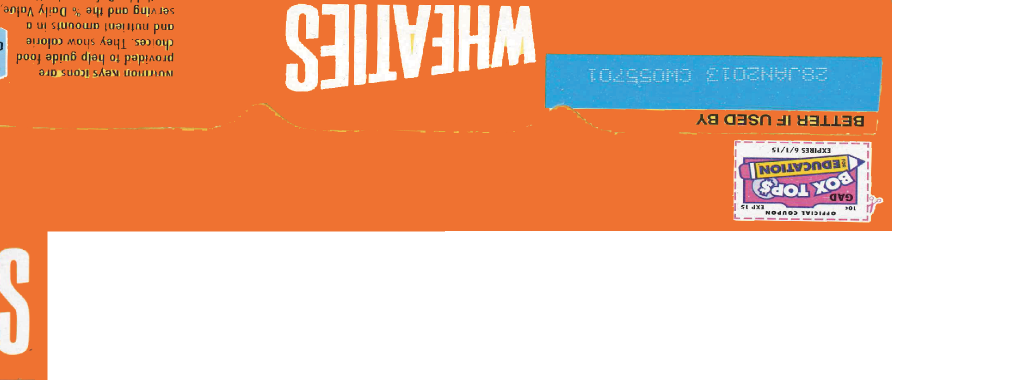 OFFICIAL COUPON
10¢ EXP 15
GAD
BOX TOPS
FOR EDUCATION
EXPIRES 6/1/15
BETTER IF USED BY
28JAN2013 CW055701
WHEATIES
Nutrition Keys icons are
provided to help guide food
choices. They show calorie
and nutrient amounts in a
serving and the % Daily Value,
S